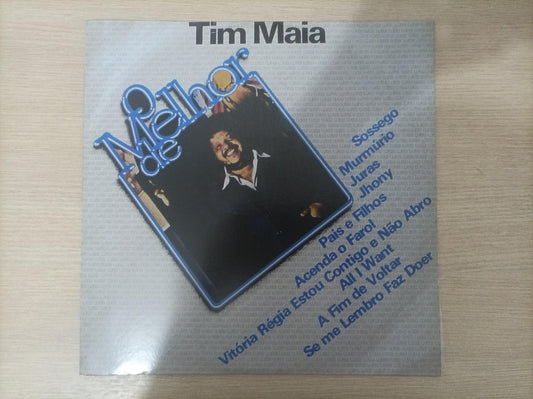 Tim Maia
O
Melhor
de
Sossego
Murmúrio
Juras
Jhony
Pais e Filhos
Acenda o Farol
Vitória Régia Estou Contigo e Não Abro
All I Want
A Fim de Voltar
Se me Lembro Faz Doer